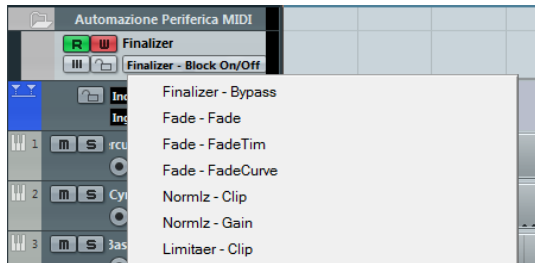 Automazione Periferica MIDI
R W Finalizer
Finalizer - Block On/Off
Finalizer - Bypass
Fade - Fade
Fade - FadeTim
Fade - FadeCurve
Normlz - Clip
Normlz - Gain
Limitaer - Clip
1 m S
2 m S
3 m S